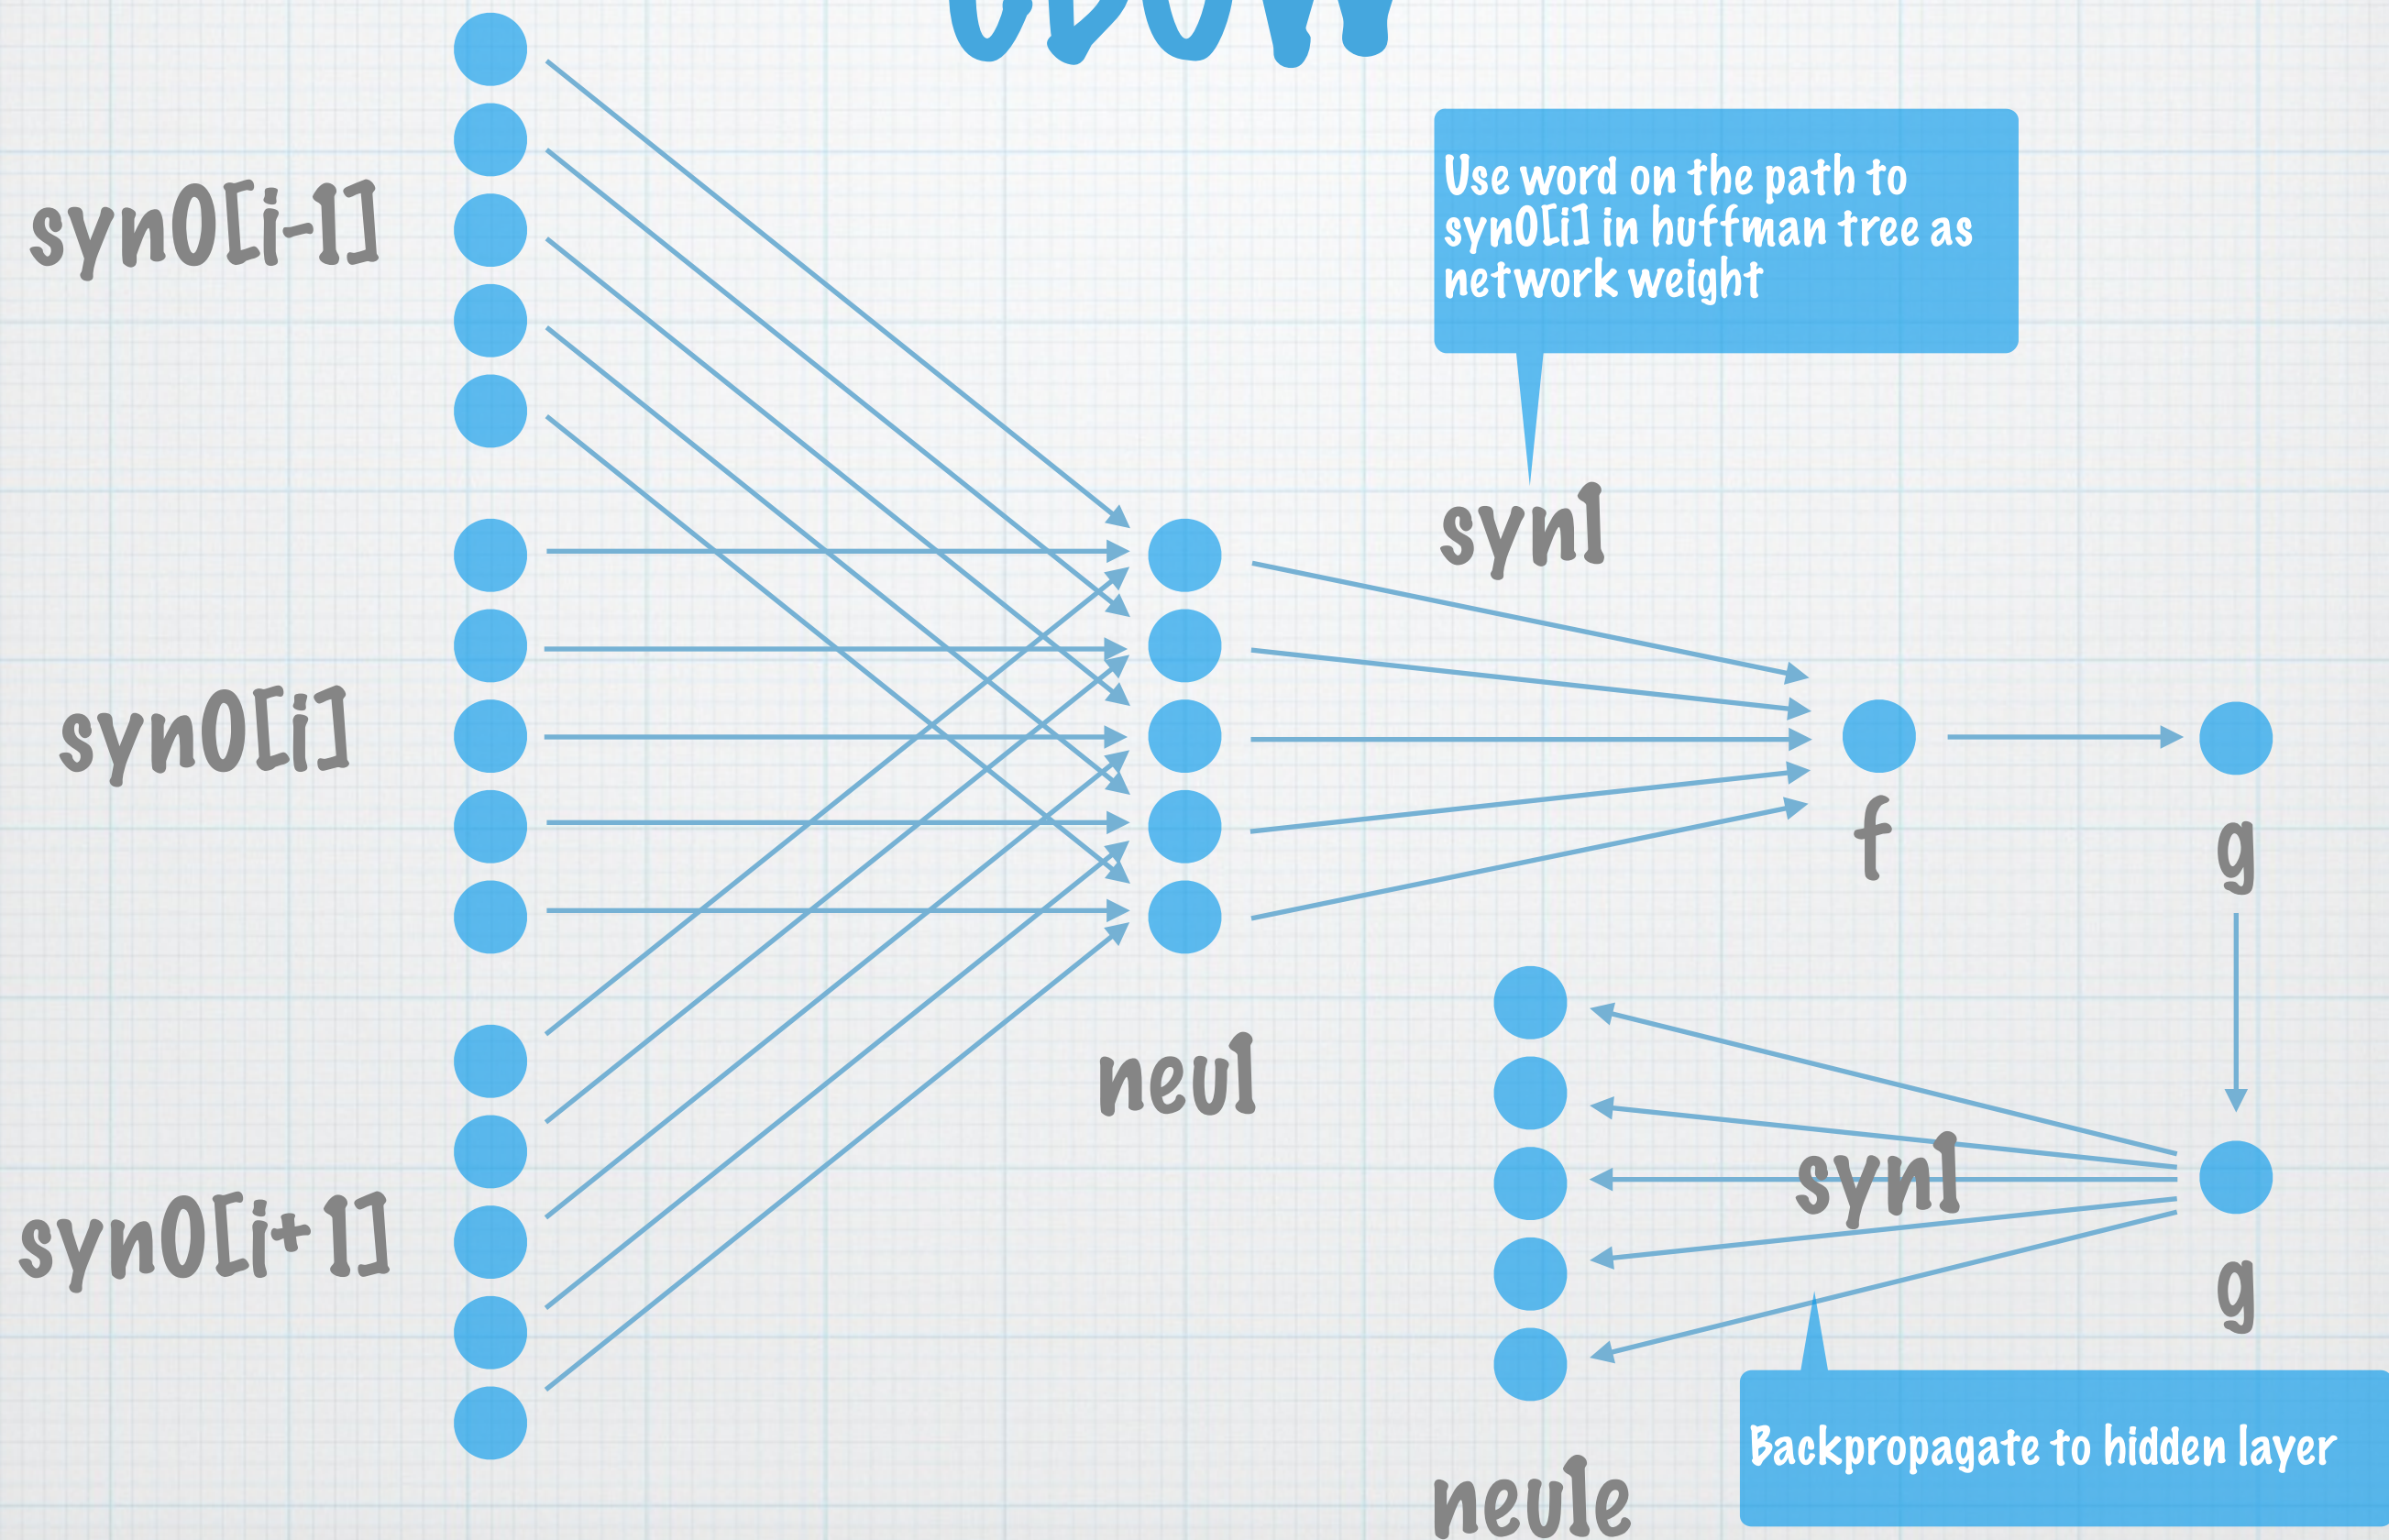 CBOW
syn0[i-1]
Use word on the path to
syn0[i] in huffman tree as
network weight
syn1
syn0[i]
f
g
neu1
syn1
syn0[i+1]
g
Backpropagate to hidden layer
neu1e